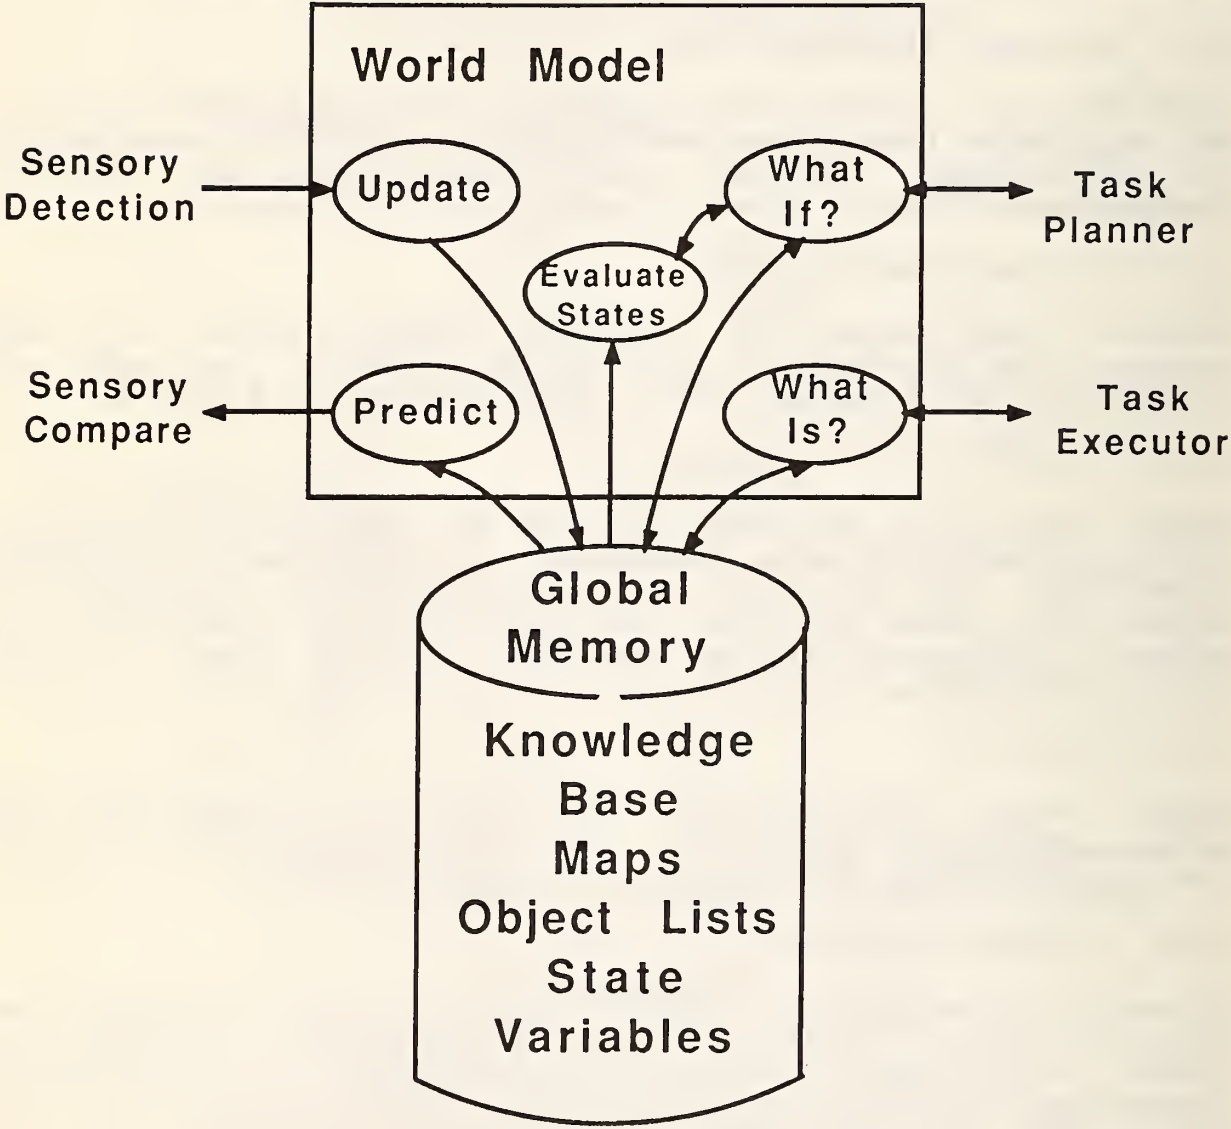 World Model
Sensory
Detection
Update
What
If?
Task
Planner
Evaluate
States
Sensory
Compare
Predict
What
Is?
Task
Executor
Global
Memory
Knowledge
Base
Maps
Object Lists
State
Variables